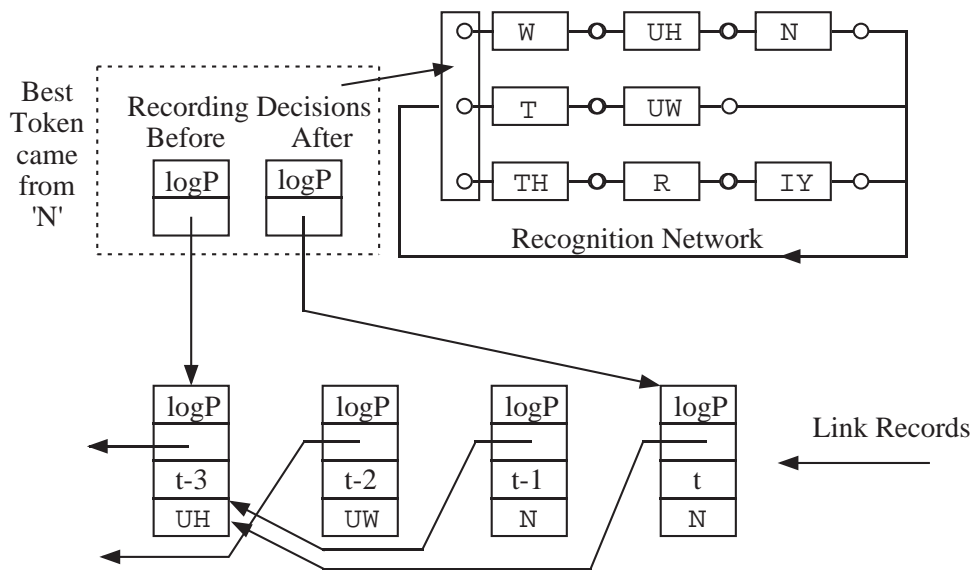 W UH N
T UW
TH R IY
Recognition Network
Best
Token
came
from
'N'
Recording Decisions
Before After
logP logP
logP logP logP logP
t-3 t-2 t-1 t
UH UW N N
Link Records